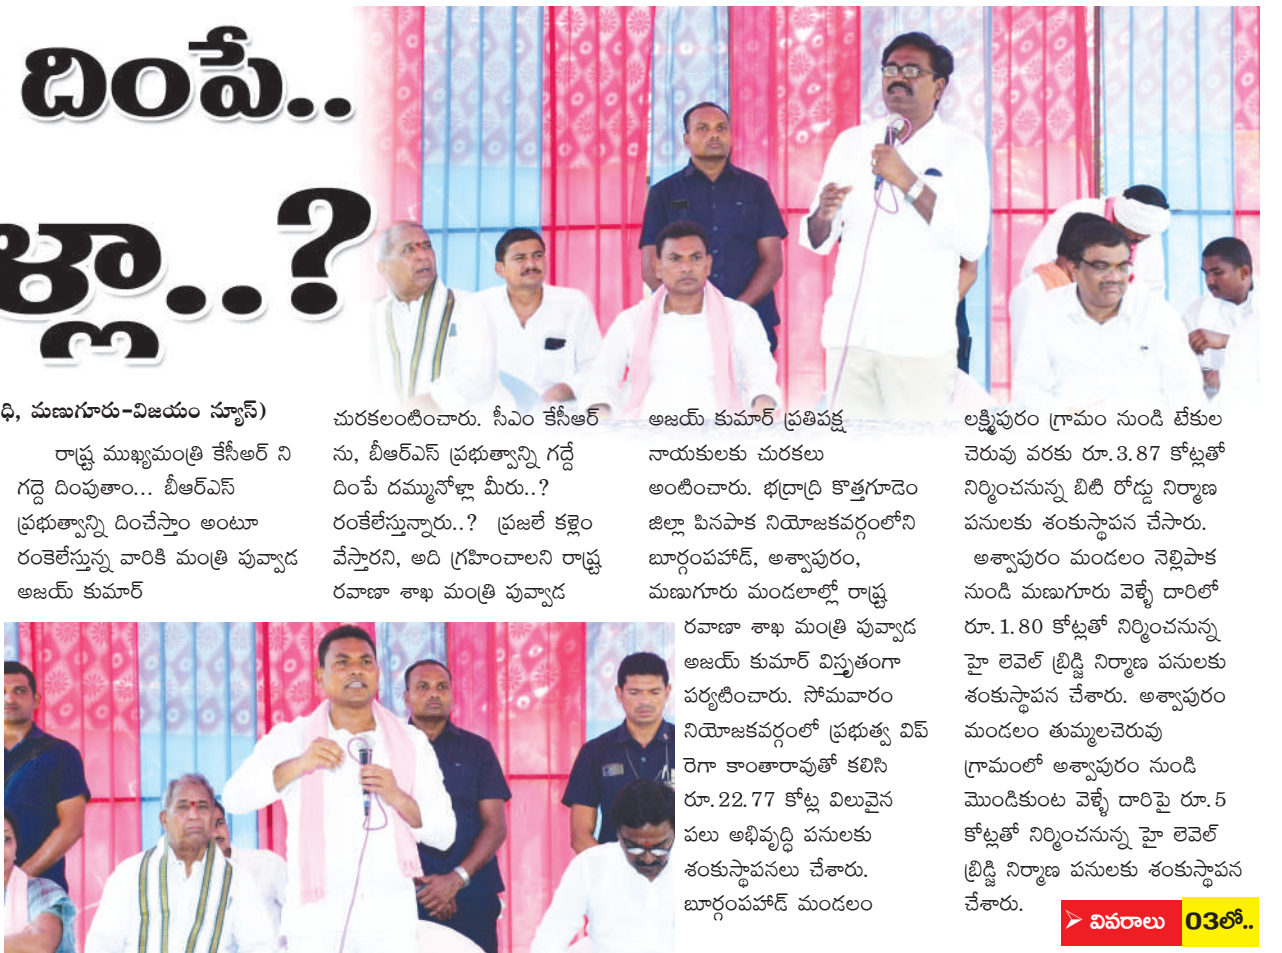 దింపే..
ళ్లా..?
ధి, మణుగూరు-విజయం న్యూస్)
రాష్ట్ర ముఖ్యమంత్రి కేసీఅర్ ని
గద్దె దింపుతాం... బీఆర్ఎస్
ప్రభుత్వాన్ని దించేస్తాం అంటూ
రంకెలేస్తున్న వారికి మంత్రి పువ్వాడ
అజయ్ కుమార్
చురకలంటించారు. సీఎం కేసీఆర్
ను, బీఆర్ఎస్ ప్రభుత్వాన్ని గద్దే
దింపే దమ్మునోళ్లా మీరు..?
రంకేలేస్తున్నారు..? ప్రజలే కళ్లెం
వేస్తారని, అది గ్రహించాలని రాష్ట్ర
రవాణా శాఖ మంత్రి పువ్వాడ
అజయ్ కుమార్ ప్రతిపక్ష
నాయకులకు చురకలు
అంటించారు. భద్రాద్రి కొత్తగూడెం
జిల్లా పినపాక నియోజకవర్గంలోని
బూర్గంపహాడ్, అశ్వాపురం,
మణుగూరు మండలాల్లో రాష్ట్ర
రవాణా శాఖ మంత్రి పువ్వాడ
అజయ్ కుమార్ విస్తృతంగా
పర్యటించారు. సోమవారం
నియోజకవర్గంలో ప్రభుత్వ విప్
రెగా కాంతారావుతో కలిసి
రూ.22.77 కోట్ల విలువైన
పలు అభివృద్ధి పనులకు
శంకుస్థాపనలు చేశారు.
బూర్గంపహాడ్ మండలం
లక్ష్మిపురం గ్రామం నుండి టేకుల
చెరువు వరకు రూ.3.87 కోట్లతో
నిర్మించనున్న బిటి రోడ్డు నిర్మాణ
పనులకు శంకుస్థాపన చేసారు.
అశ్వాపురం మండలం నెల్లిపాక
నుండి మణుగూరు వెళ్ళే దారిలో
రూ.1.80 కోట్లతో నిర్మించనున్న
హై లెవెల్ బ్రిడ్జి నిర్మాణ పనులకు
శంకుస్థాపన చేశారు. అశ్వాపురం
మండలం తుమ్మలచెరువు
గ్రామంలో అశ్వాపురం నుండి
మొండికుంట వెళ్ళే దారిపై రూ.5
కోట్లతో నిర్మించనున్న హై లెవెల్
బ్రిడ్జి నిర్మాణ పనులకు శంకుస్థాపన
చేశారు.
వివరాలు 03లో..